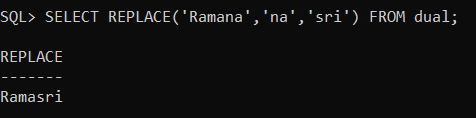 SQL> SELECT REPLACE('Ramana','na','sri') FROM dual;
REPLACE
-------
Ramasri